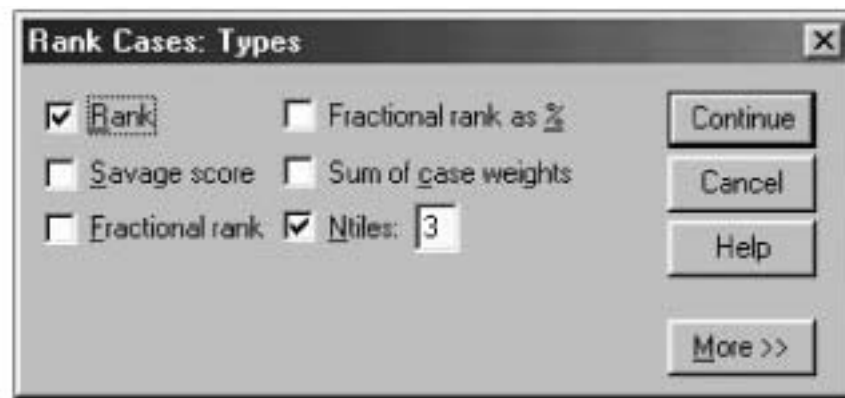 Rank Cases: Types
Rank
Fractional rank as %
Continue
Savage score
Sum of case weights
Cancel
Fractional rank
Ntiles: 3
Help
More >>